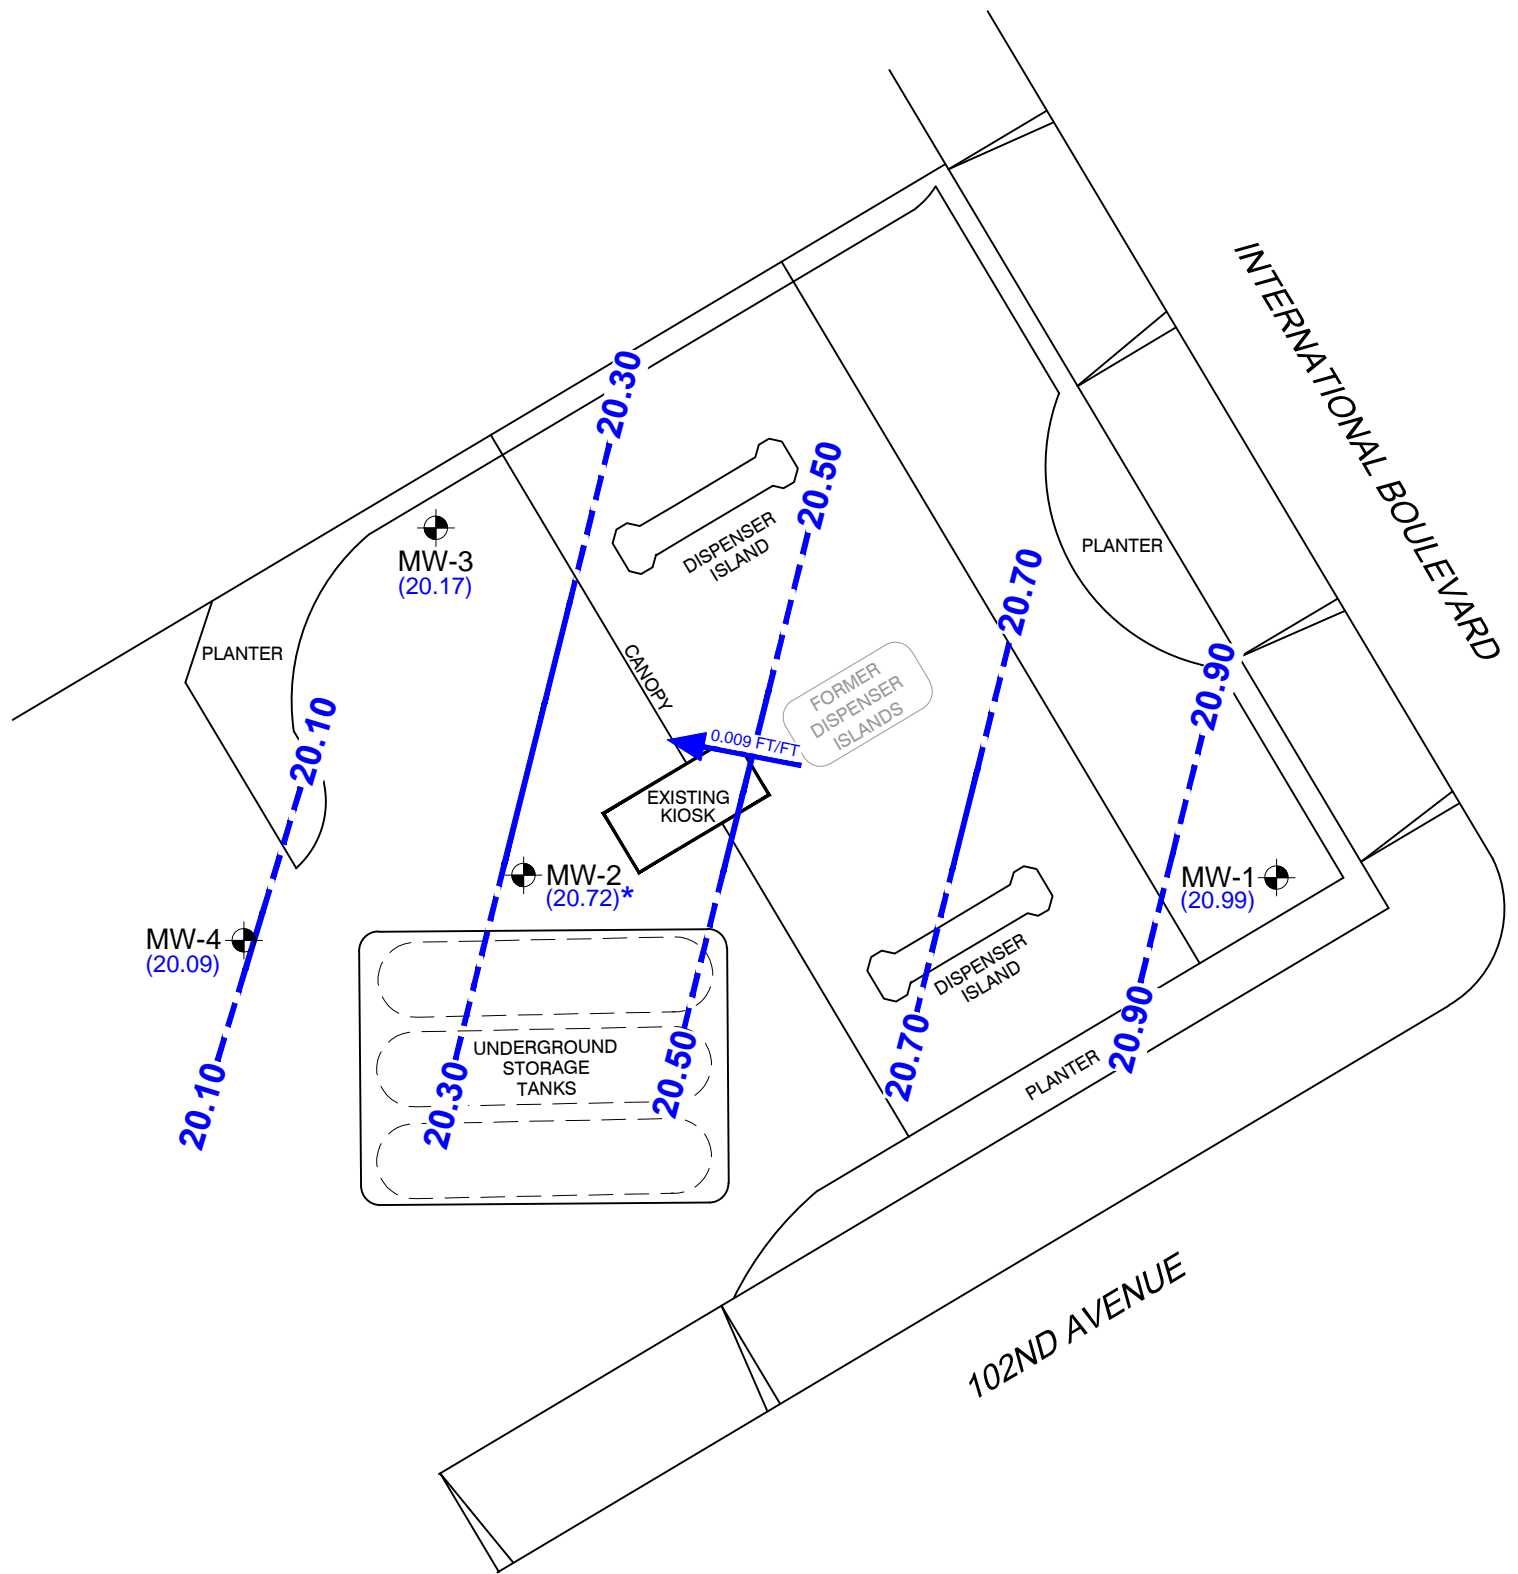 INTERNATIONAL BOULEVARD
20.30
20.50
DISPENSER
ISLAND
MW-3
(20.17)
PLANTER
20.70
PLANTER
20.90
CANOPY
FORMER
DISPENSER
ISLANDS
20.10
0.009 FT/FT
EXISTING
KIOSK
MW-2
(20.72)*
MW-1
(20.99)
MW-4
(20.09)
DISPENSER
ISLAND
20.90
20.70
PLANTER
20.50
UNDERGROUND
STORAGE
TANKS
20.30
20.10
102ND AVENUE